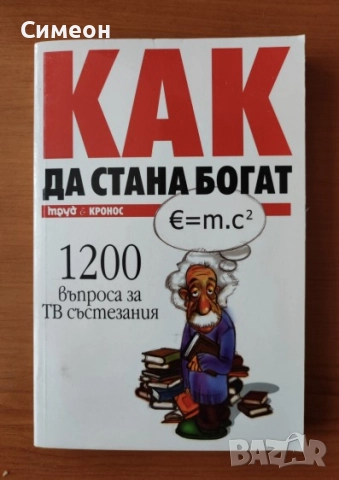 Симеон
КАК
ДА СТАНА БОГАТ
труд & КРОНОС
€=m.c²
1200
въпроса за
ТВ състезания
BAZAR